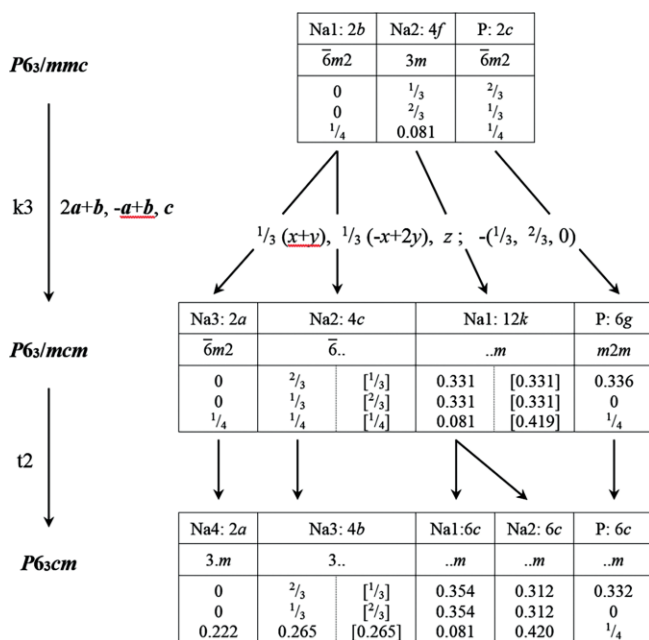 Na1: 2b Na2: 4f P: 2c
6̅m2 3m 6̅m2
P6₃/mmc
0 ¹/₃ ²/₃
0 ²/₃ ¹/₃
¹/₄ 0.081 ¹/₄
k3 2a+b, -a+b, c
¹/₃ (x+y), ¹/₃ (-x+2y), z ; -(¹/₃, ²/₃, 0)
Na3: 2a Na2: 4c Na1: 12k P: 6g
P6₃/mcm
6̅m2 6̅.. ..m m2m
0 ²/₃ [¹/₃] 0.331 [0.331] 0.336
0 ¹/₃ [²/₃] 0.331 [0.331] 0
¹/₄ ¹/₄ [¹/₄] 0.081 [0.419] ¹/₄
t2
Na4: 2a Na3: 4b Na1:6c Na2: 6c P: 6c
P6₃cm
3.m 3.. ..m ..m ..m
0 ²/₃ [¹/₃] 0.354 0.312 0.332
0 ¹/₃ [²/₃] 0.354 0.312 0
0.222 0.265 [0.265] 0.081 0.420 ¹/₄